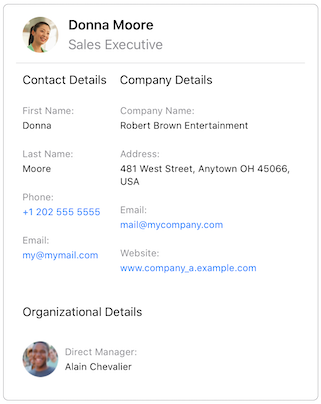 Donna Moore
Sales Executive
Contact Details
First Name:
Donna
Last Name:
Moore
Phone:
+1 202 555 5555
Email:
my@mymail.com
Company Details
Company Name:
Robert Brown Entertainment
Address:
481 West Street, Anytown OH 45066,
USA
Email:
mail@mycompany.com
Website:
www.company_a.example.com
Organizational Details
Direct Manager:
Alain Chevalier